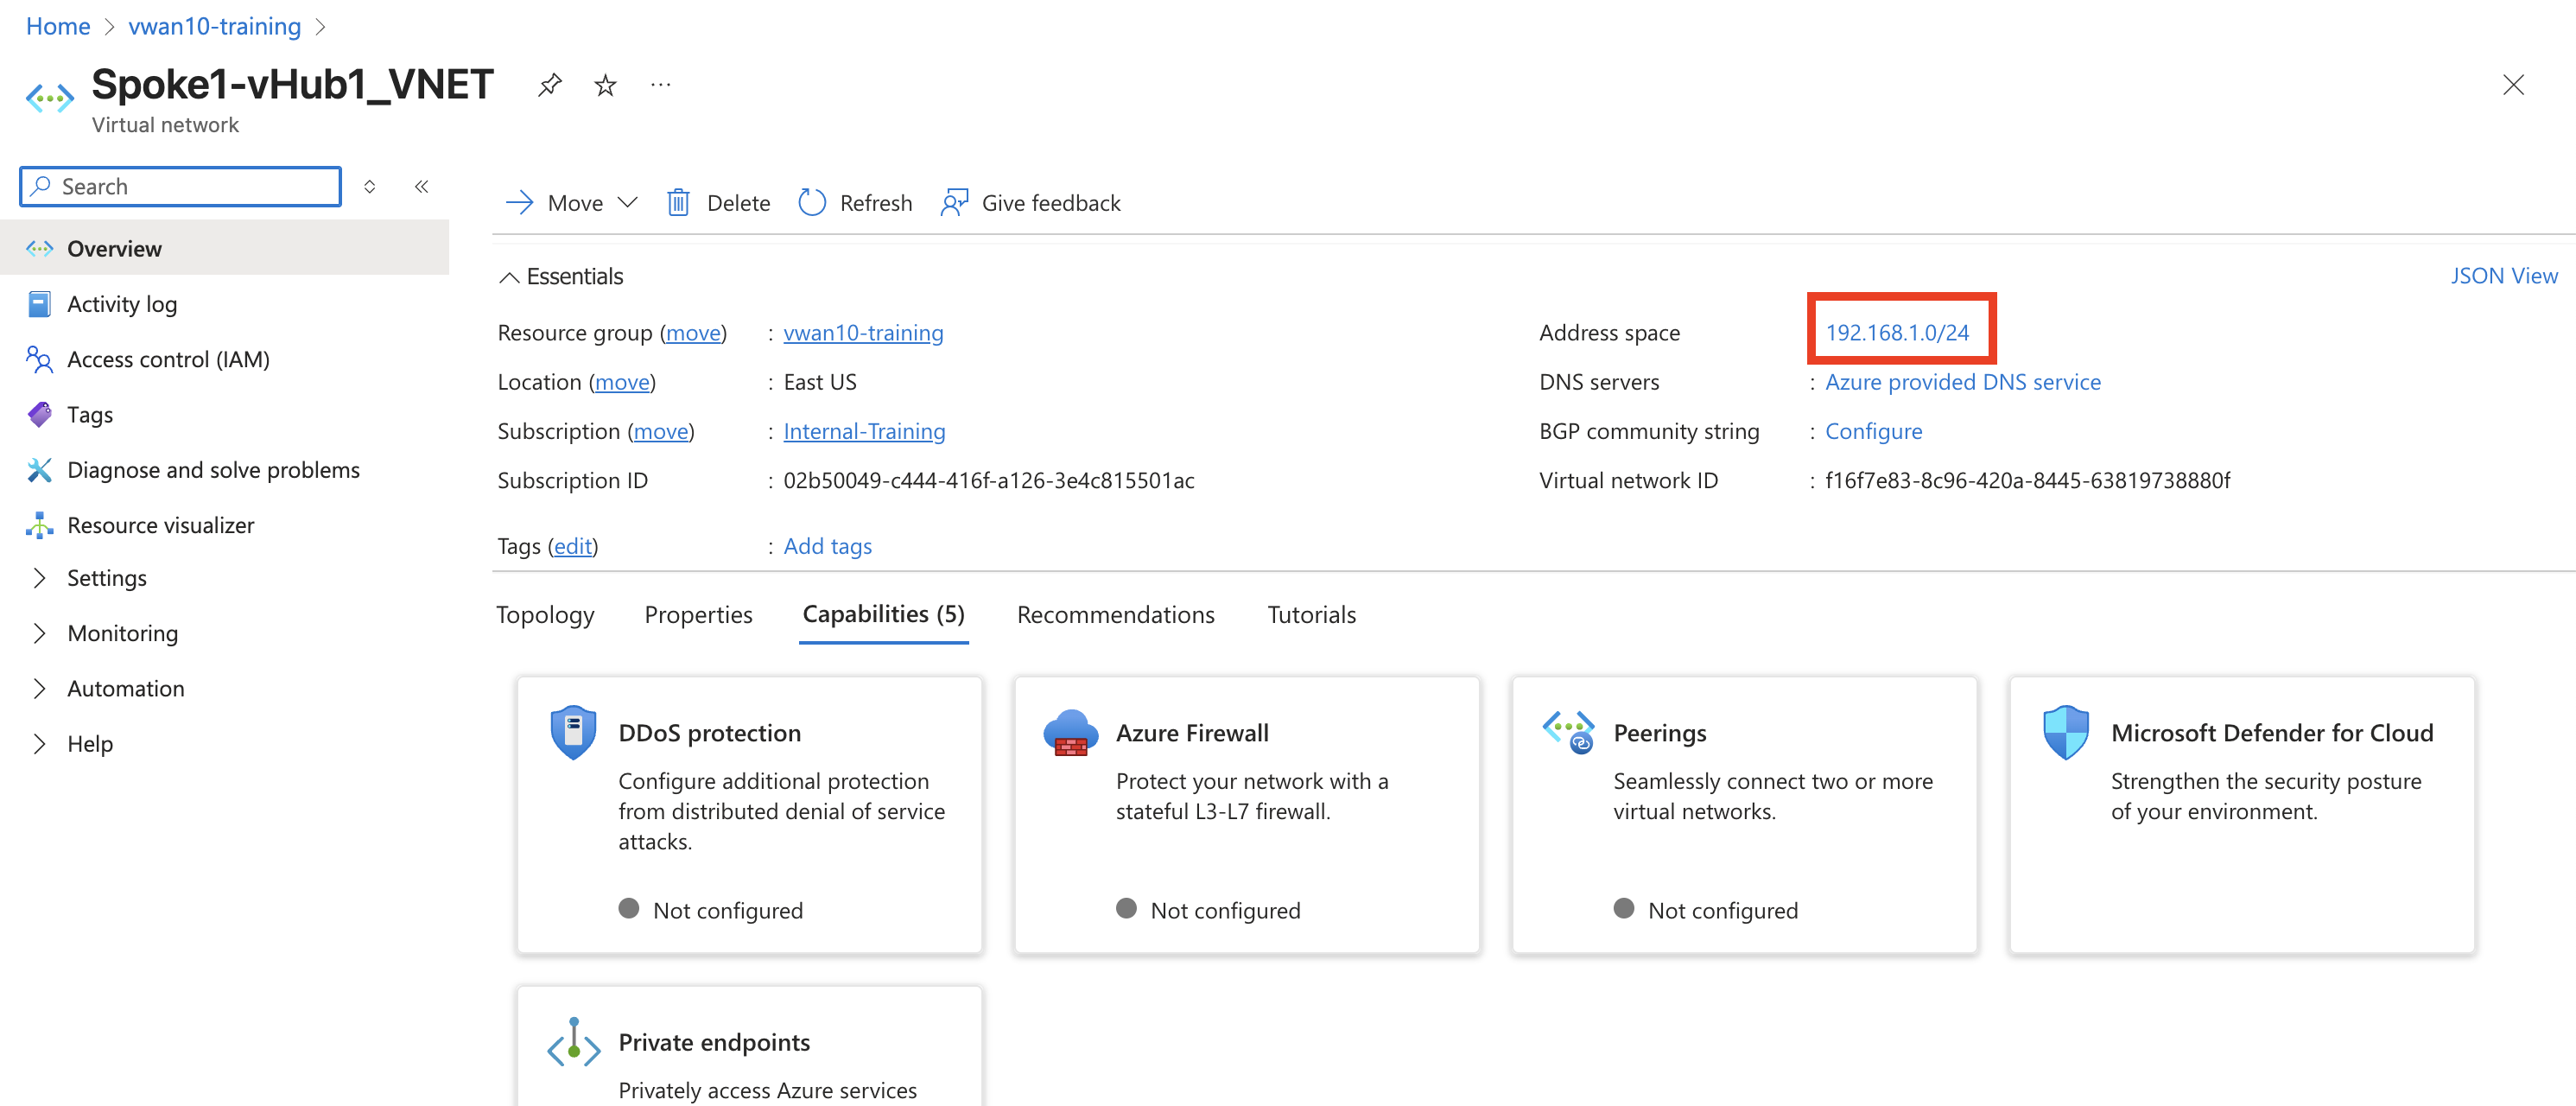 Home > vwan10-training >
Spoke1-vHub1_VNET
Virtual network
Search
Overview
Activity log
Access control (IAM)
Tags
Diagnose and solve problems
Resource visualizer
Settings
Monitoring
Automation
Help
Move Delete Refresh Give feedback
Essentials JSON View
Resource group (move) : vwan10-training
Location (move) : East US
Subscription (move) : Internal-Training
Subscription ID : 02b50049-c444-416f-a126-3e4c815501ac
Tags (edit) : Add tags
Address space 192.168.1.0/24
DNS servers : Azure provided DNS service
BGP community string : Configure
Virtual network ID : f16f7e83-8c96-420a-8445-63819738880f
Topology Properties Capabilities (5) Recommendations Tutorials
DDoS protection
Configure additional protection
from distributed denial of service
attacks.
Not configured
Azure Firewall
Protect your network with a
stateful L3-L7 firewall.
Not configured
Peerings
Seamlessly connect two or more
virtual networks.
Not configured
Microsoft Defender for Cloud
Strengthen the security posture
of your environment.
Private endpoints
Privately access Azure services